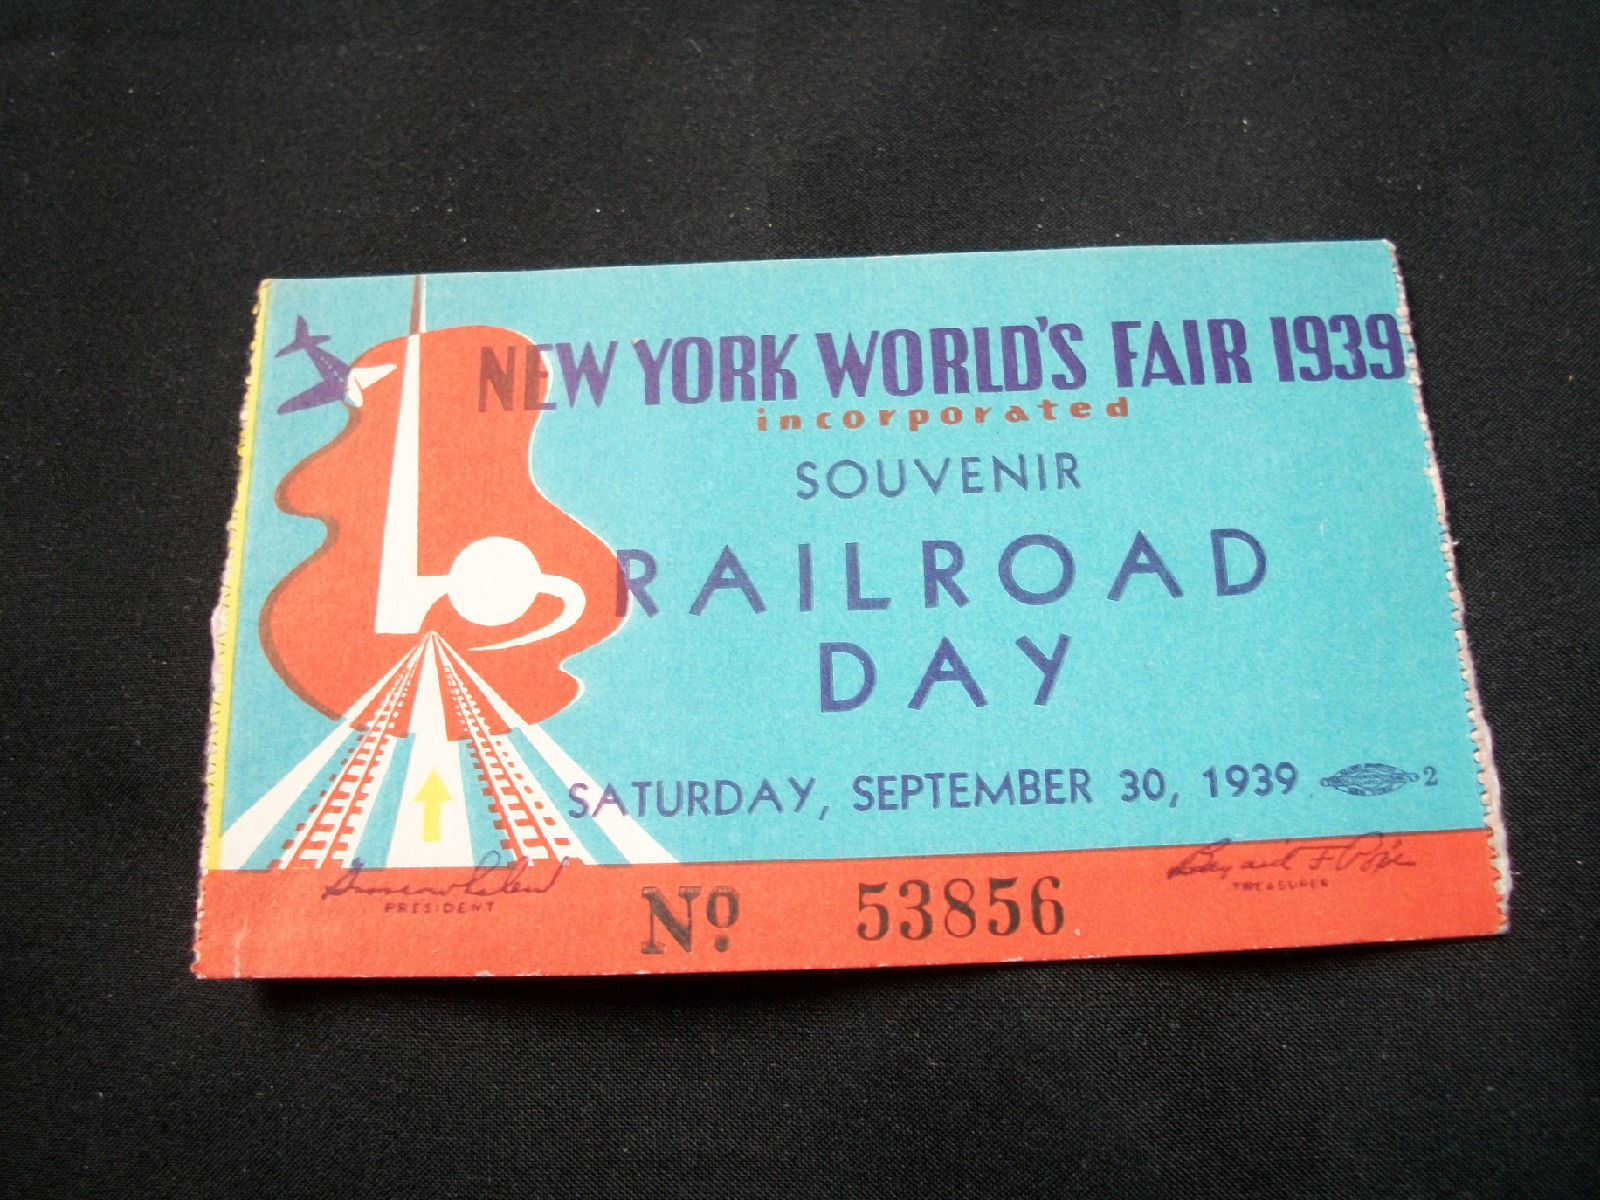 NEW YORK WORLD'S FAIR 1939
incorporated
SOUVENIR
RAILROAD
DAY
SATURDAY, SEPTEMBER 30, 1939
2
PRESIDENT
Nº 53856
TREASURER